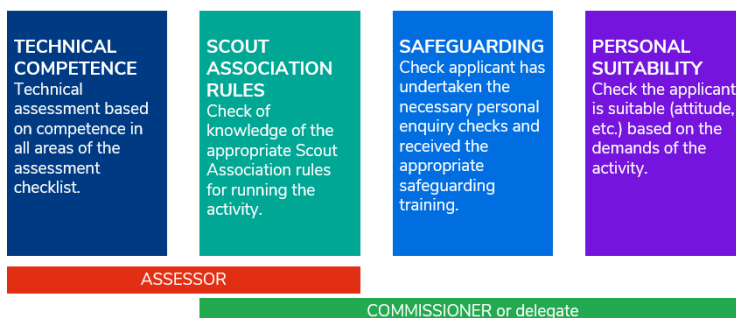 TECHNICAL
COMPETENCE
Technical
assessment based
on competence in
all areas of the
assessment
checklist.
SCOUT
ASSOCIATION
RULES
Check of
knowledge of the
appropriate Scout
Association rules
for running the
activity.
SAFEGUARDING
Check applicant has
undertaken the
necessary personal
enquiry checks and
received the
appropriate
safeguarding
training.
PERSONAL
SUITABILITY
Check the applicant
is suitable (attitude,
etc.) based on the
demands of the
activity.
ASSESSOR
COMMISSIONER or delegate